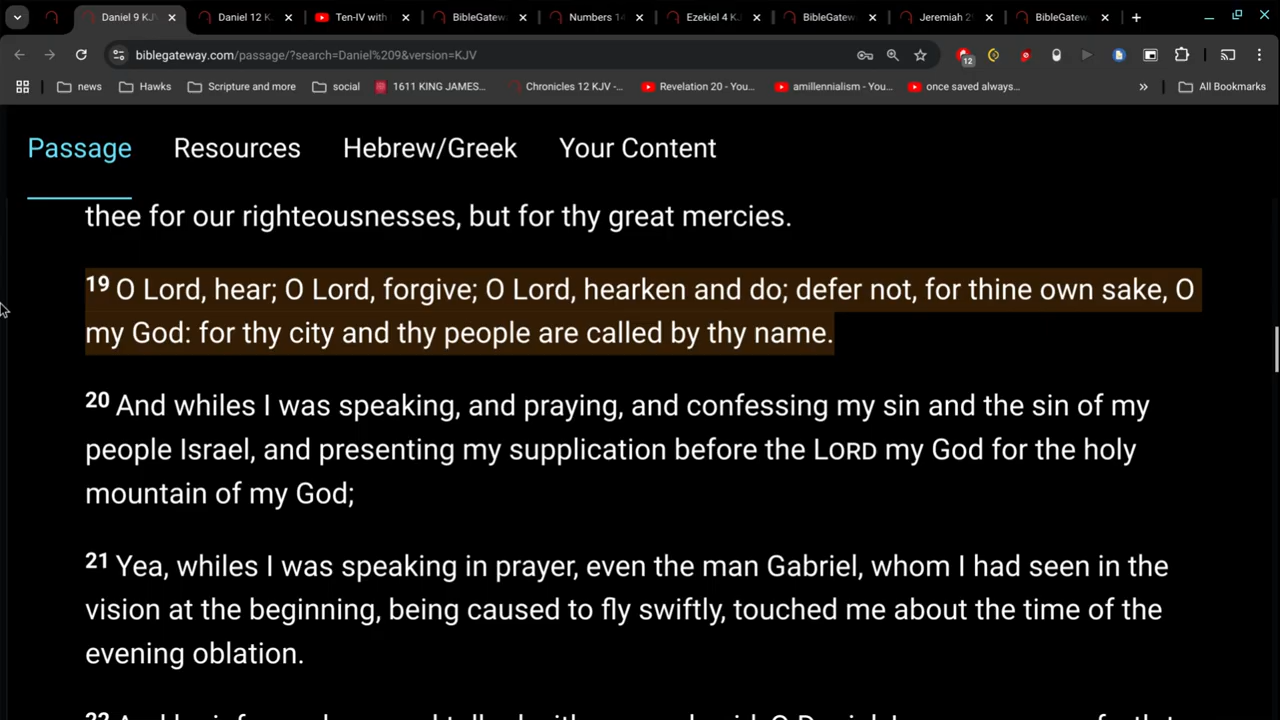 Daniel 9 KJV
Daniel 12 K
Ten-IV with
BibleGatew
Numbers 1
Ezekiel 4 K
BibleGatew
Jeremiah 2
BibleGatew
biblegateway.com/passage/?search=Daniel%209&version=KJV
12
news
Hawks
Scripture and more
social
1611 KING JAMES...
Chronicles 12 KJV -...
Revelation 20 - You...
amillennialism - You...
once saved always...
»
All Bookmarks
Passage
Resources
Hebrew/Greek
Your Content
thee for our righteousnesses, but for thy great mercies.
19 O Lord, hear; O Lord, forgive; O Lord, hearken and do; defer not, for thine own sake, O
my God: for thy city and thy people are called by thy name.
20 And whiles I was speaking, and praying, and confessing my sin and the sin of my
people Israel, and presenting my supplication before the LORD my God for the holy
mountain of my God;
21 Yea, whiles I was speaking in prayer, even the man Gabriel, whom I had seen in the
vision at the beginning, being caused to fly swiftly, touched me about the time of the
evening oblation.